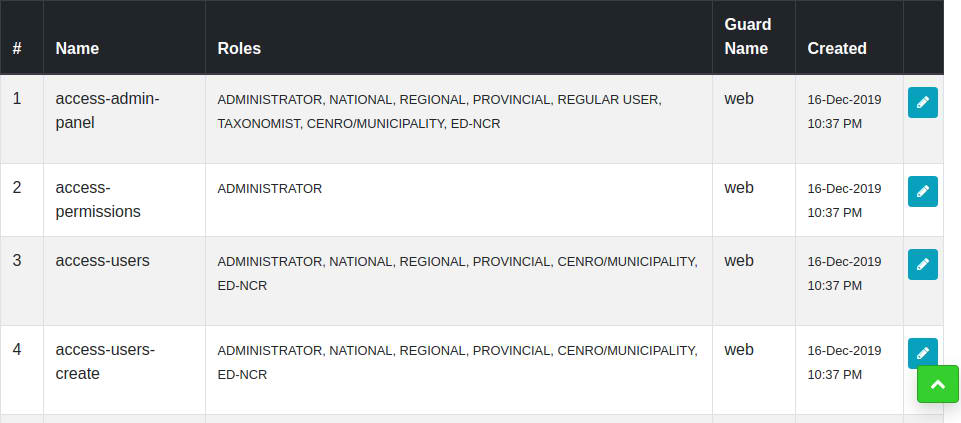 # Name Roles Guard Name Created
1 access-admin-panel ADMINISTRATOR, NATIONAL, REGIONAL, PROVINCIAL, REGULAR USER, web 16-Dec-2019
TAXONOMIST, CENRO/MUNICIPALITY, ED-NCR 10:37 PM
2 access-permissions ADMINISTRATOR web 16-Dec-2019
10:37 PM
3 access-users ADMINISTRATOR, NATIONAL, REGIONAL, PROVINCIAL, CENRO/MUNICIPALITY, web 16-Dec-2019
ED-NCR 10:37 PM
4 access-users-create ADMINISTRATOR, NATIONAL, REGIONAL, PROVINCIAL, CENRO/MUNICIPALITY, web 16-Dec-2019
ED-NCR 10:37 PM